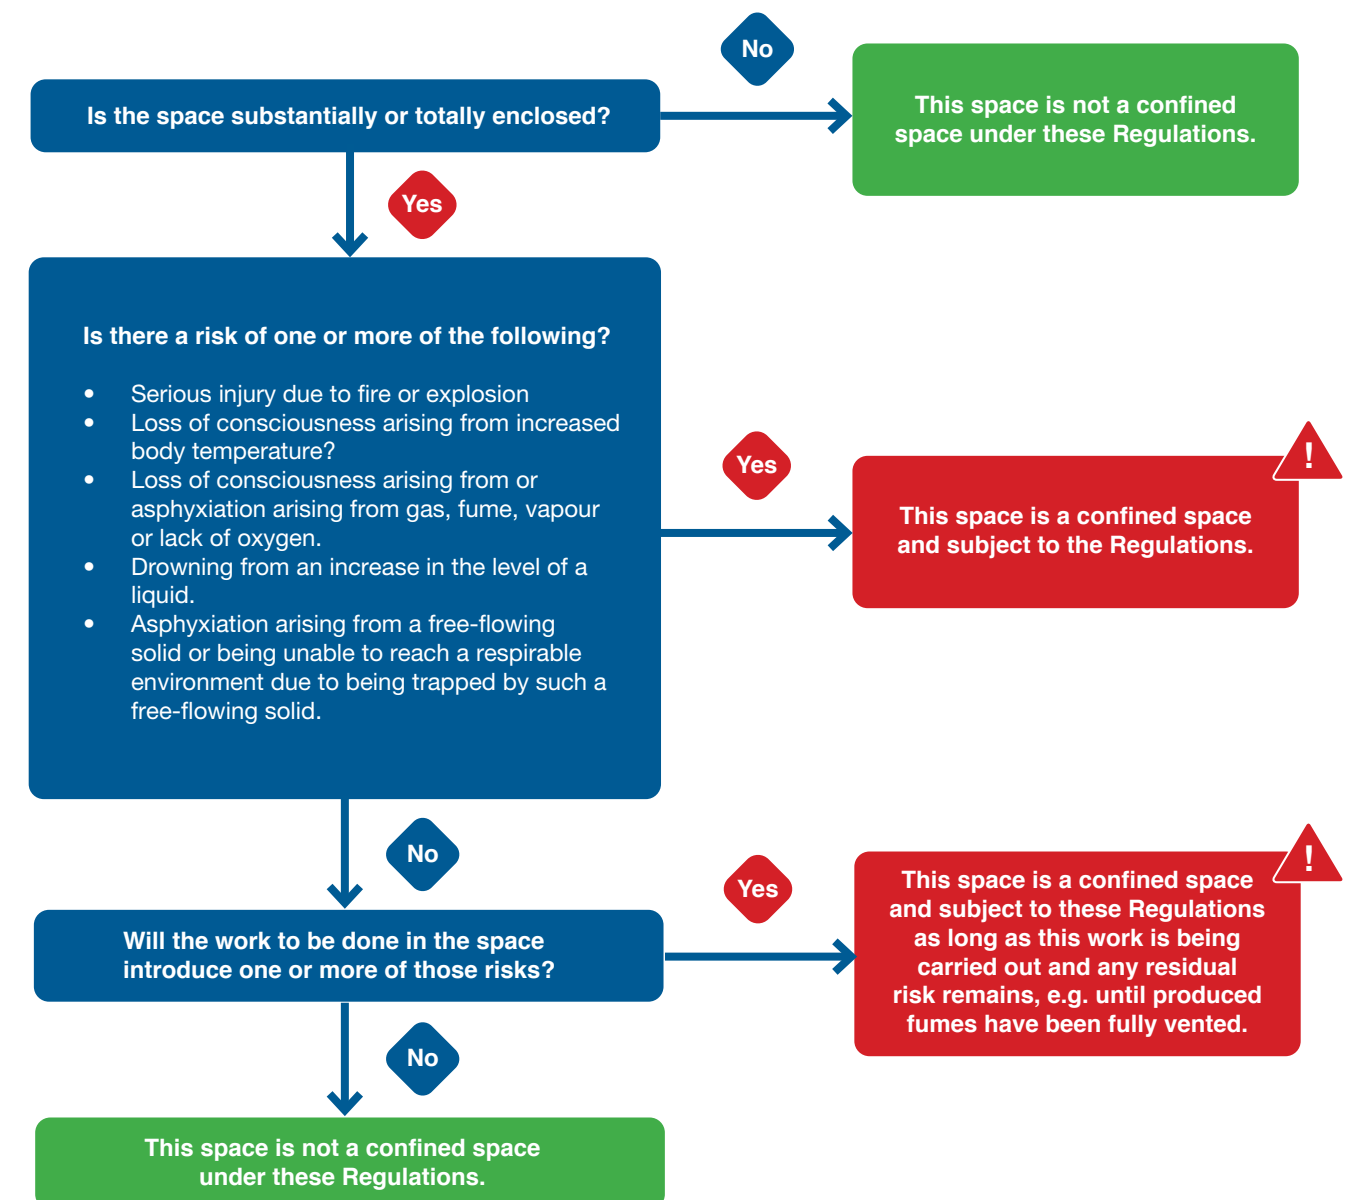 Is the space substantially or totally enclosed?
No
This space is not a confined
space under these Regulations.
Yes
Is there a risk of one or more of the following?
• Serious injury due to fire or explosion
• Loss of consciousness arising from increased
body temperature?
• Loss of consciousness arising from or
asphyxiation arising from gas, fume, vapour
or lack of oxygen.
• Drowning from an increase in the level of a
liquid.
• Asphyxiation arising from a free-flowing
solid or being unable to reach a respirable
environment due to being trapped by such a
free-flowing solid.
Yes
!
This space is a confined space
and subject to the Regulations.
No
Will the work to be done in the space
introduce one or more of those risks?
Yes
!
This space is a confined space
and subject to these Regulations
as long as this work is being
carried out and any residual
risk remains, e.g. until produced
fumes have been fully vented.
No
This space is not a confined space
under these Regulations.